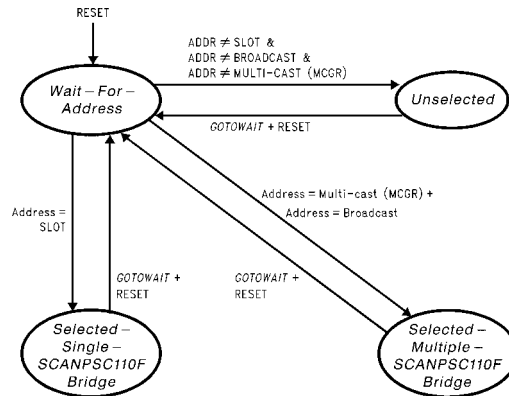 RESET
ADDR ≠ SLOT &
ADDR ≠ BROADCAST &
ADDR ≠ MULTI-CAST (MCGR)
Wait–For–
Address
Unselected
GOTOWAIT + RESET
Address = Multi-cast (MCGR) +
Address = Broadcast
Address =
SLOT
GOTOWAIT +
RESET
GOTOWAIT +
RESET
Selected–
Single–
SCANPSC110F
Bridge
Selected–
Multiple–
SCANPSC110F
Bridge